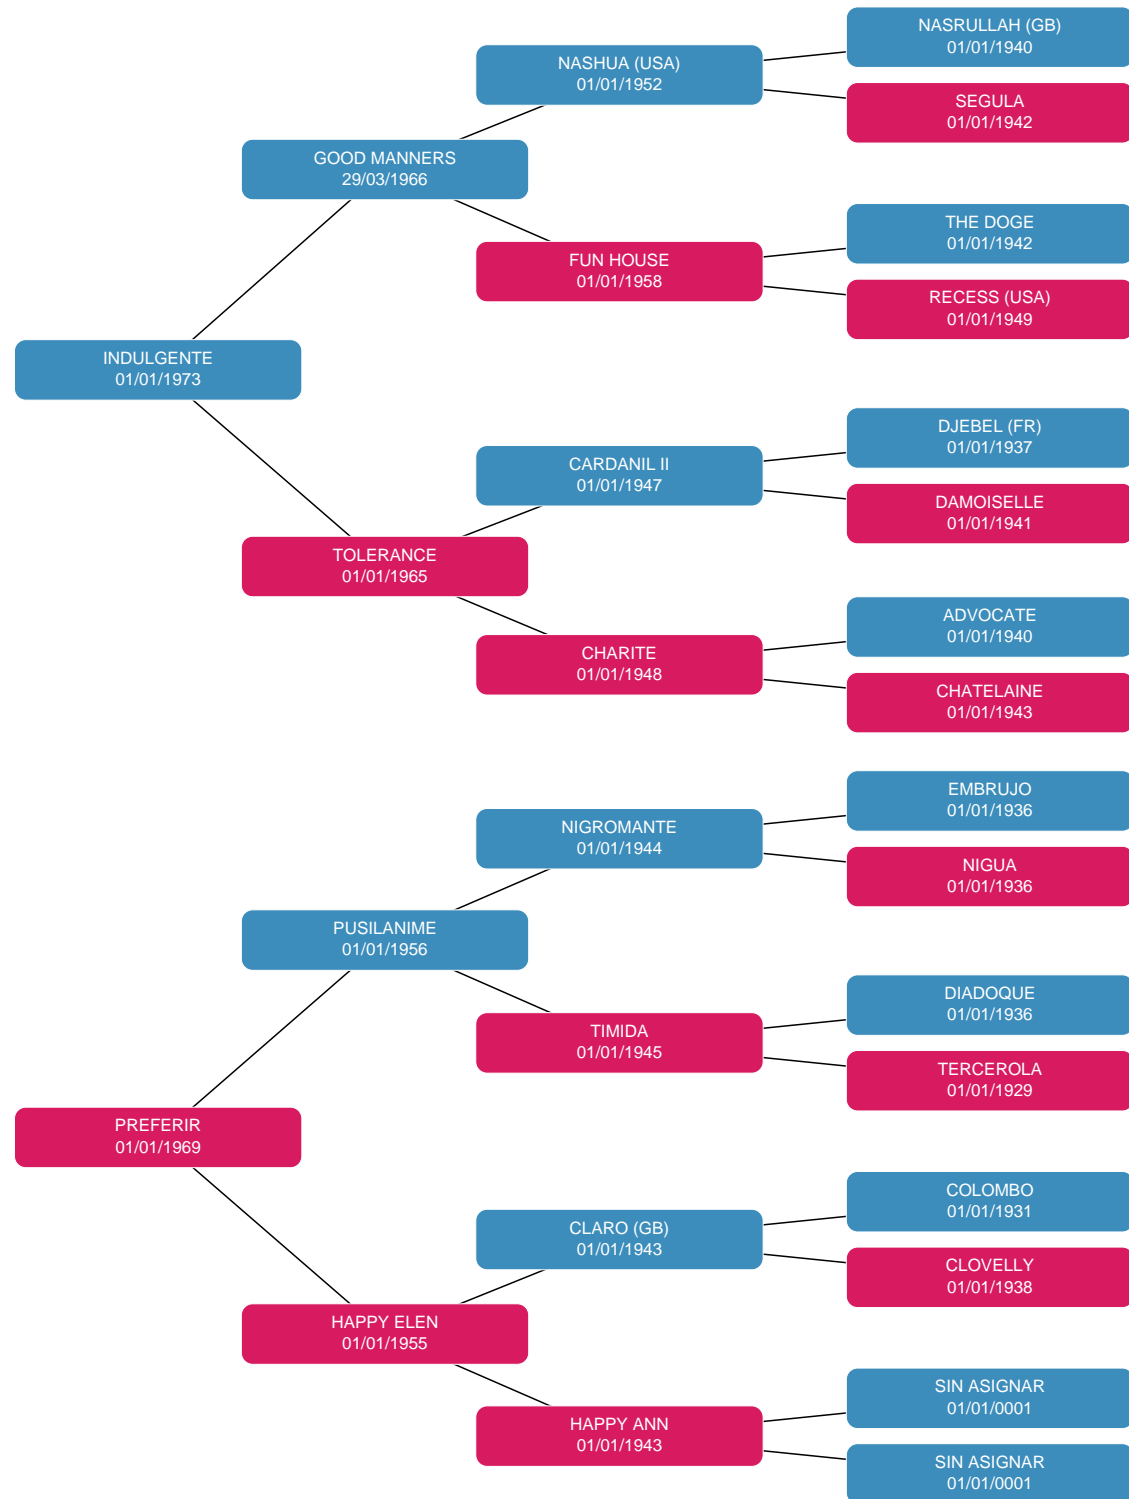 NASRULLAH (GB)
01/01/1940
NASHUA (USA)
01/01/1952
SEGULA
01/01/1942
GOOD MANNERS
29/03/1966
THE DOGE
01/01/1942
FUN HOUSE
01/01/1958
RECESS (USA)
01/01/1949
INDULGENTE
01/01/1973
DJEBEL (FR)
01/01/1937
CARDANIL II
01/01/1947
DAMOISELLE
01/01/1941
TOLERANCE
01/01/1965
ADVOCATE
01/01/1940
CHARITE
01/01/1948
CHATELAINE
01/01/1943
EMBRUJO
01/01/1936
NIGROMANTE
01/01/1944
NIGUA
01/01/1936
PUSILANIME
01/01/1956
DIADOQUE
01/01/1936
TIMIDA
01/01/1945
TERCEROLA
01/01/1929
PREFERIR
01/01/1969
COLOMBO
01/01/1931
CLARO (GB)
01/01/1943
CLOVELLY
01/01/1938
HAPPY ELEN
01/01/1955
SIN ASIGNAR
01/01/0001
HAPPY ANN
01/01/1943
SIN ASIGNAR
01/01/0001